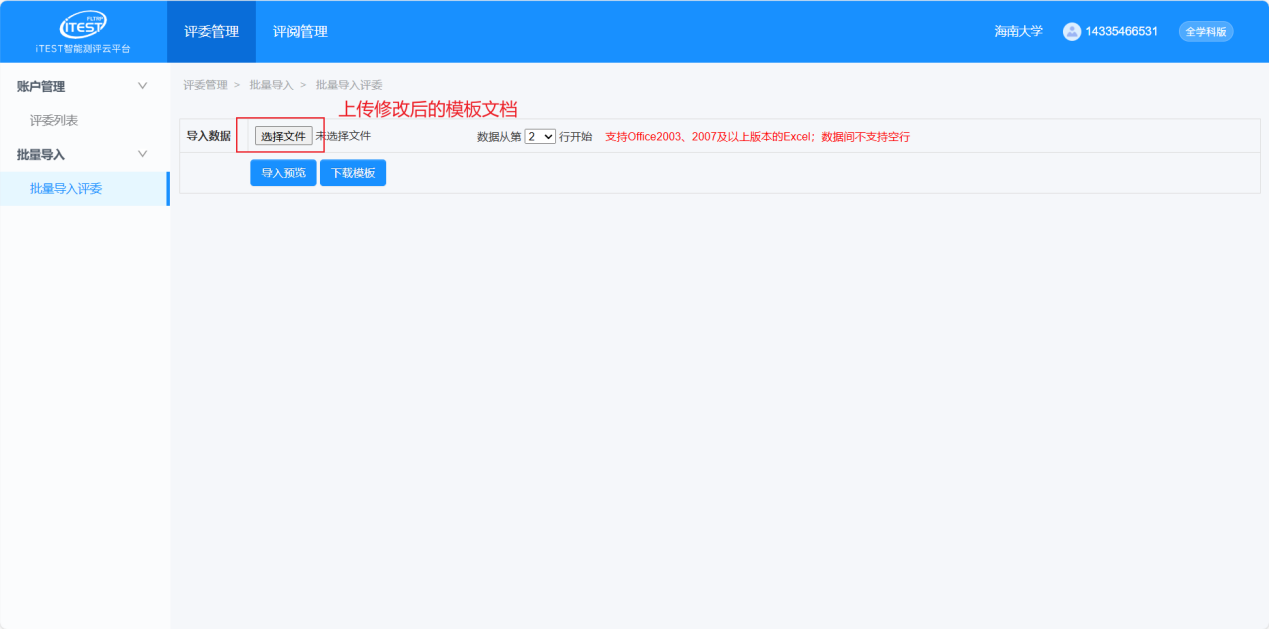 FLTRP
iTEST
iTEST智能测评云平台
评委管理 评阅管理
海南大学 14335466531 全学科版
账户管理
评委列表
批量导入
批量导入评委
评委管理 > 批量导入 > 批量导入评委
上传修改后的模板文档
导入数据 选择文件 未选择文件 数据从第 2 行开始 支持Office2003、2007及以上版本的Excel；数据间不支持空行
导入预览 下载模板